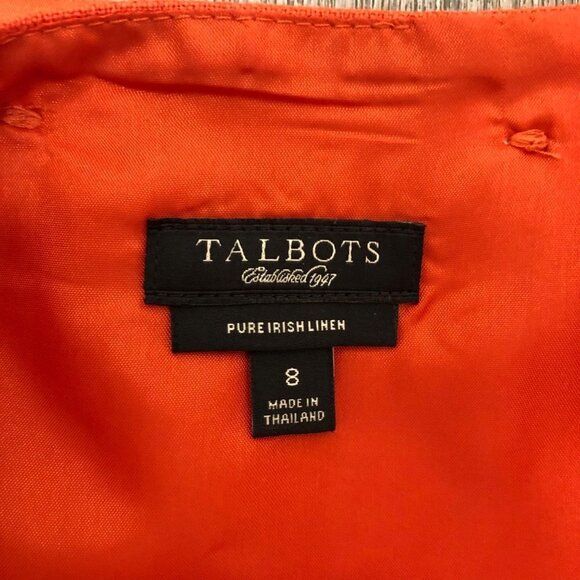 TALBOTS
Established 1947
PURE IRISH LINEN
8
MADE IN
THAILAND